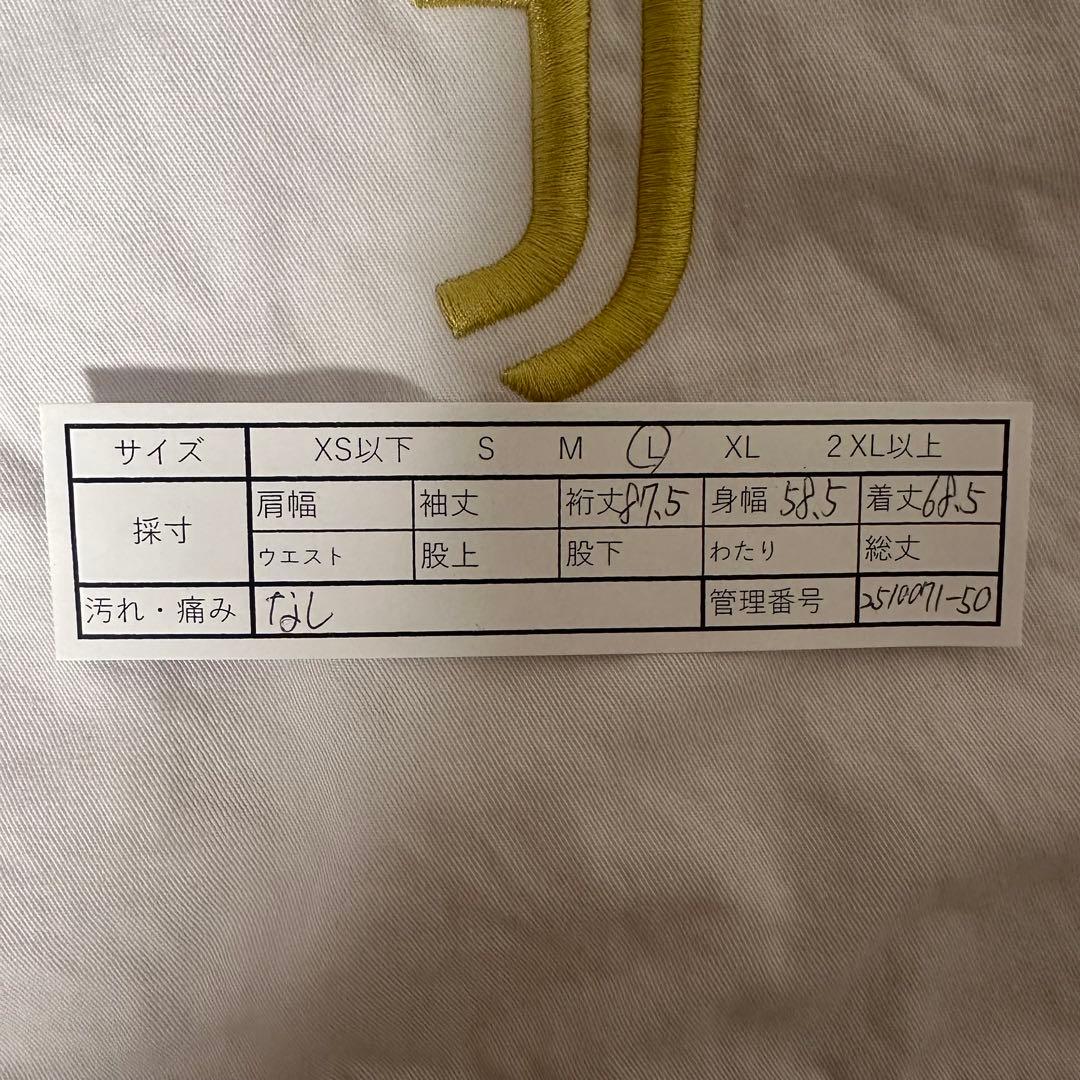 サイズ XS以下 S M L XL 2XL以上
採寸 肩幅 袖丈 裄丈87.5 身幅 58.5 着丈68.5
ウエスト 股上 股下 わたり 総丈
汚れ・痛み なし 管理番号 2510071-50